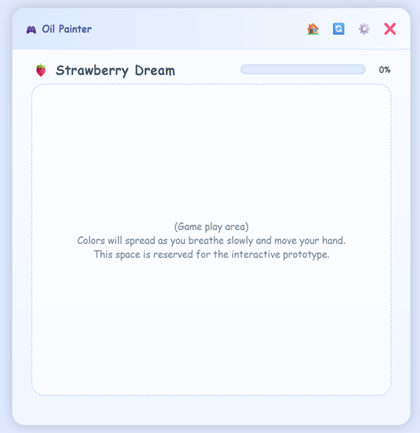 Oil Painter
Strawberry Dream
0%
(Game play area)
Colors will spread as you breathe slowly and move your hand.
This space is reserved for the interactive prototype.